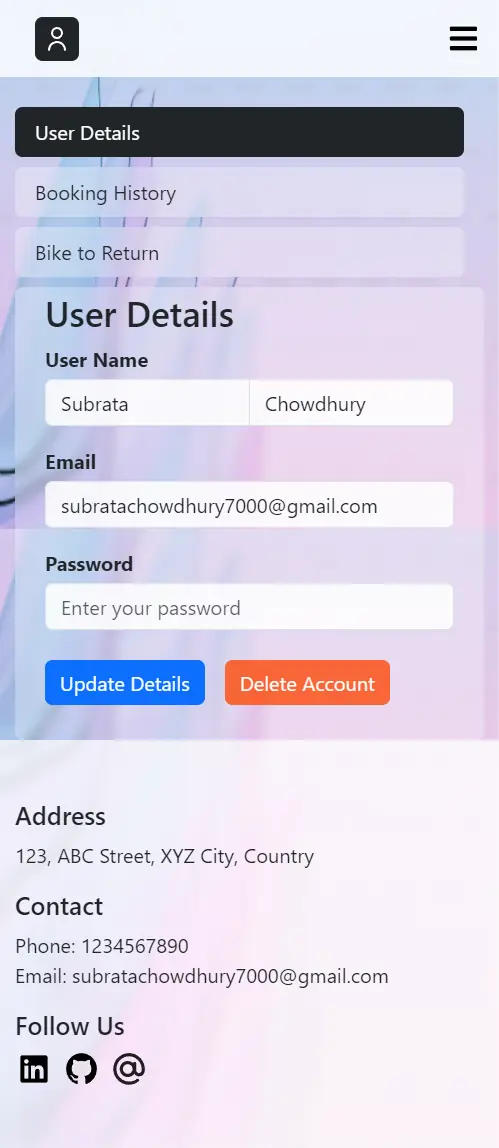 User Details
Booking History
Bike to Return
User Details
User Name
Subrata Chowdhury
Email
subratachowdhury7000@gmail.com
Password
Enter your password
Update Details Delete Account
Address
123, ABC Street, XYZ City, Country
Contact
Phone: 1234567890
Email: subratachowdhury7000@gmail.com
Follow Us